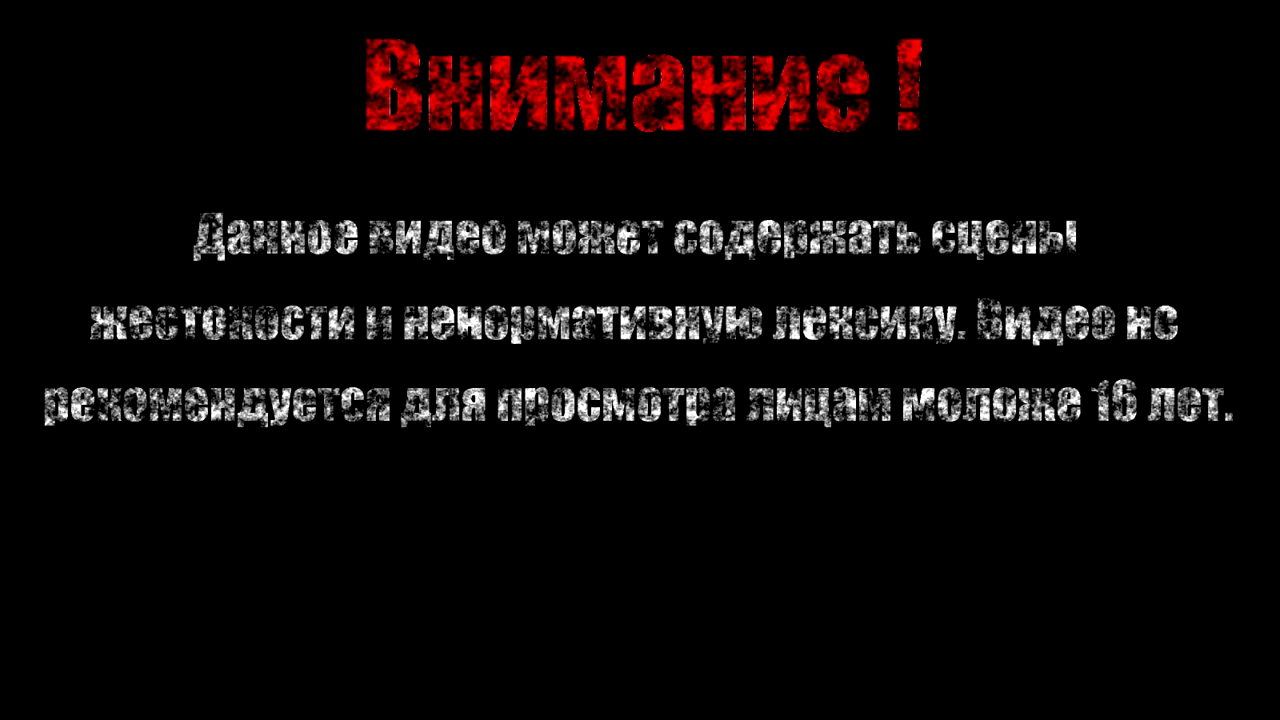 Внимание !
Данное видео может содержать сцены
жестокости и ненормативную лексику. Видео не
рекомендуется для просмотра лицам моложе 16 лет.